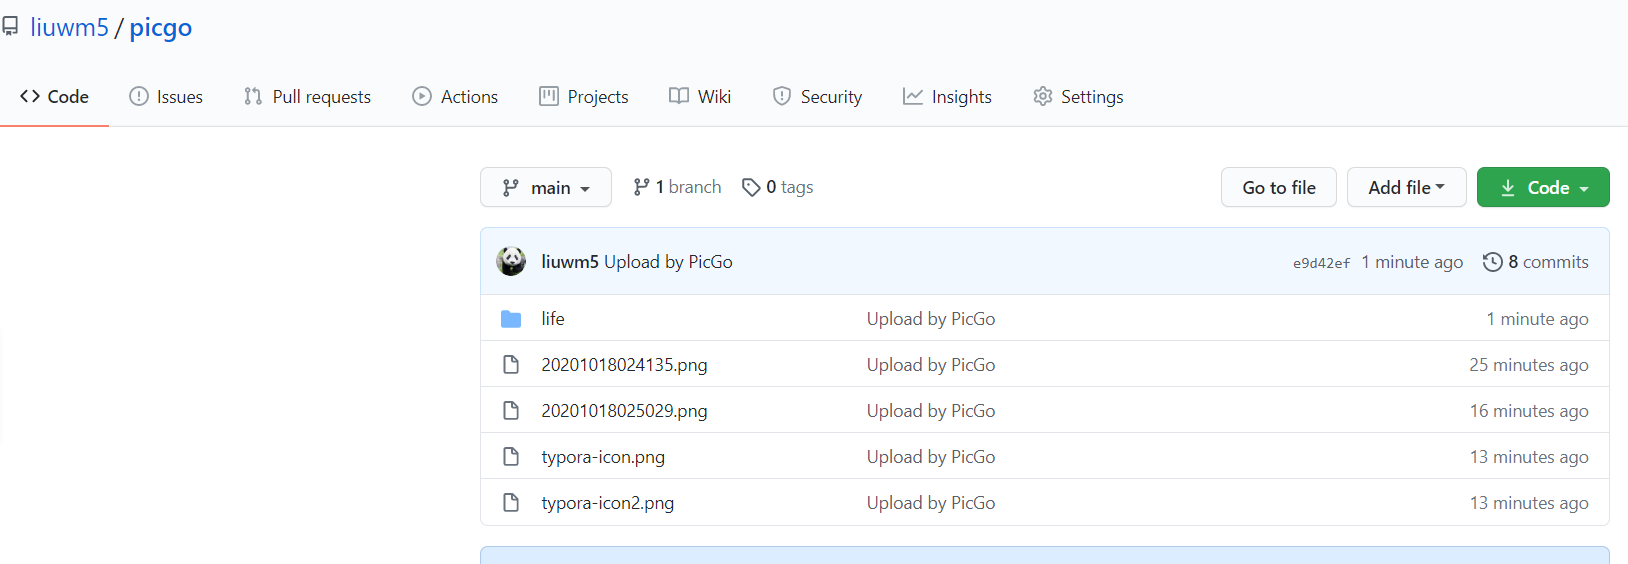 liuwm5 / picgo
Code Issues Pull requests Actions Projects Wiki Security Insights Settings
main 1 branch 0 tags Go to file Add file Code
liuwm5 Upload by PicGo e9d42ef 1 minute ago 8 commits
life Upload by PicGo 1 minute ago
20201018024135.png Upload by PicGo 25 minutes ago
20201018025029.png Upload by PicGo 16 minutes ago
typora-icon.png Upload by PicGo 13 minutes ago
typora-icon2.png Upload by PicGo 13 minutes ago